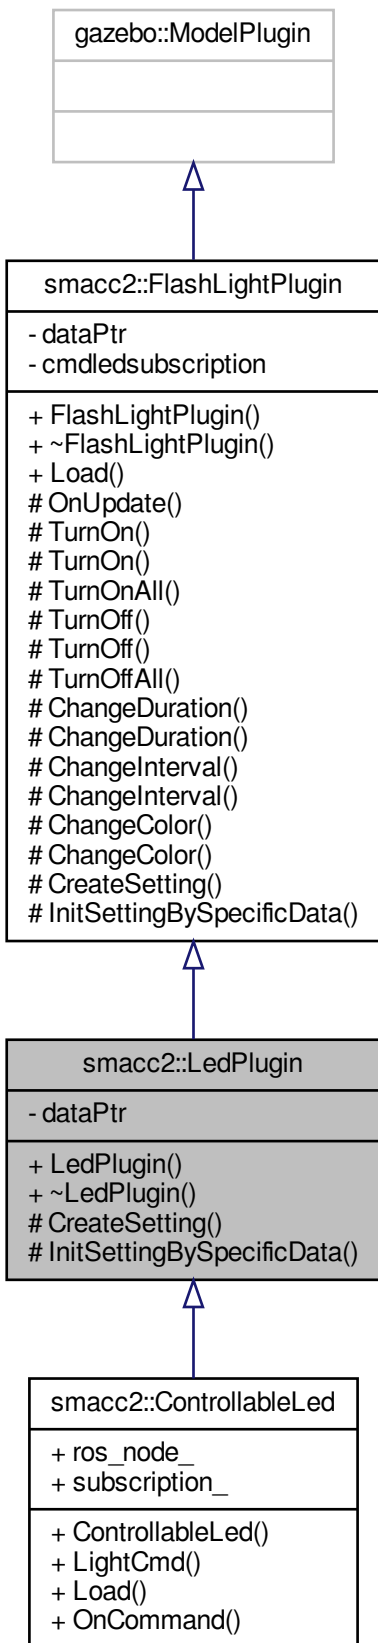 gazebo::ModelPlugin
smacc2::FlashLightPlugin
- dataPtr
- cmdledsubscription
+ FlashLightPlugin()
+ ~FlashLightPlugin()
+ Load()
# OnUpdate()
# TurnOn()
# TurnOn()
# TurnOnAll()
# TurnOff()
# TurnOff()
# TurnOffAll()
# ChangeDuration()
# ChangeDuration()
# ChangeInterval()
# ChangeInterval()
# ChangeColor()
# ChangeColor()
# CreateSetting()
# InitSettingBySpecificData()
smacc2::LedPlugin
- dataPtr
+ LedPlugin()
+ ~LedPlugin()
# CreateSetting()
# InitSettingBySpecificData()
smacc2::ControllableLed
+ ros_node_
+ subscription_
+ ControllableLed()
+ LightCmd()
+ Load()
+ OnCommand()